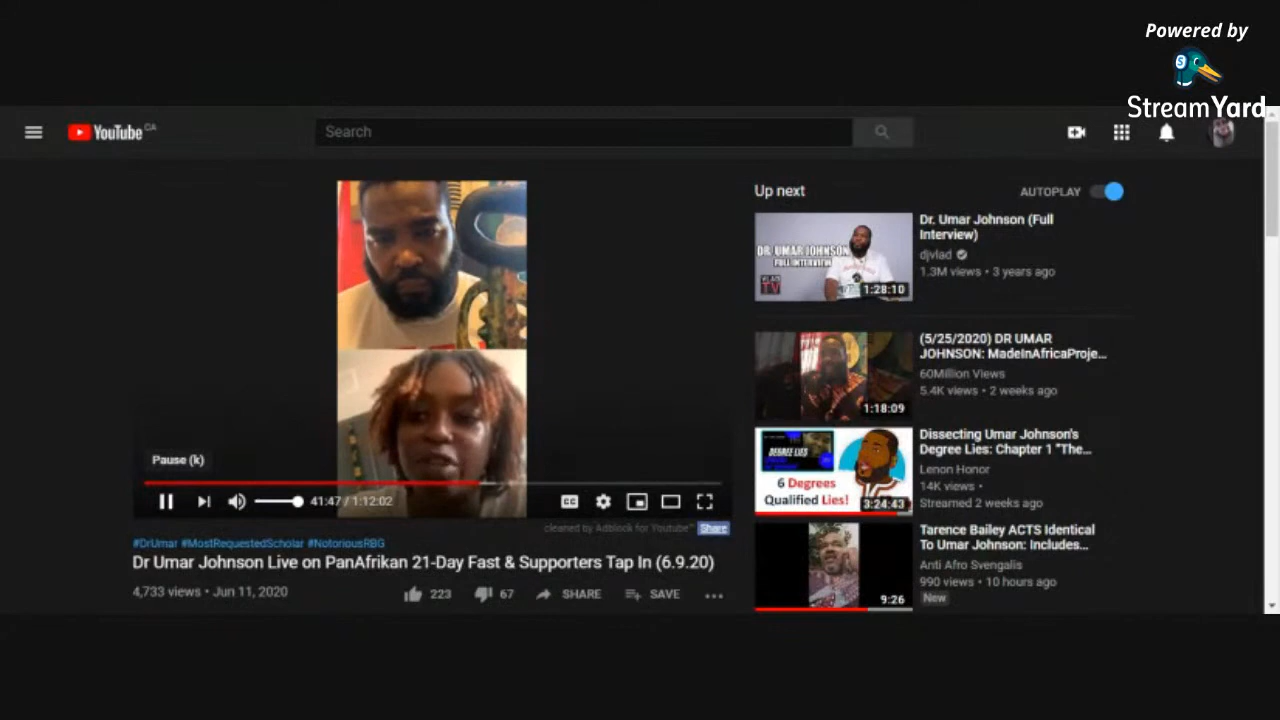 Powered by
StreamYard
YouTube CA
Search
Up next
AUTOPLAY
DR UMAR JOHNSON
FULL INTERVIEW
TV
1:28:10
Dr. Umar Johnson (Full
Interview)
djvlad
1.3M views • 3 years ago
1:18:09
(5/25/2020) DR UMAR
JOHNSON: MadeInAfricaProje...
60Million Views
5.4K views • 2 weeks ago
DEGREE LIES
6 Degrees
Qualified Lies!
3:24:43
Dissecting Umar Johnson's
Degree Lies: Chapter 1 "The...
Lenon Honor
14K views •
Streamed 2 weeks ago
9:26
Tarence Bailey ACTS Identical
To Umar Johnson: Includes...
Anti Afro Svengalis
990 views • 10 hours ago
New
Pause (k)
41:47 / 1:12:02
CC
cleaned by Adblock for Youtube™ Share
#DrUmar #MostRequestedScholar #NotoriousRBG
Dr Umar Johnson Live on PanAfrikan 21-Day Fast & Supporters Tap In (6.9.20)
4,733 views • Jun 11, 2020
223
67
SHARE
SAVE